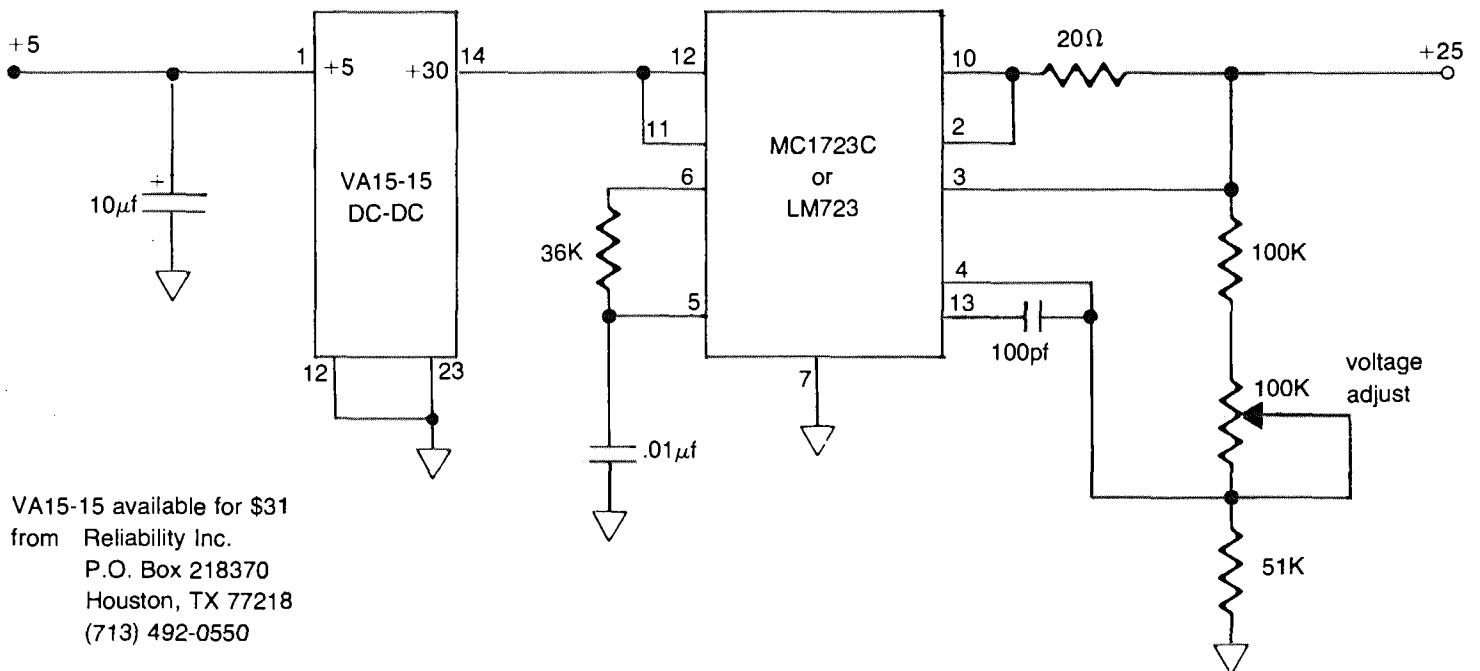 +5
1
+5
+30
14
VA15-15
DC-DC
12
23
10μf
+
12
11
6
5
36K
.01μf
MC1723C
or
LM723
7
10
2
3
4
13
20Ω
100pf
+25
100K
100K
voltage
adjust
51K
VA15-15 available for $31
from Reliability Inc.
P.O. Box 218370
Houston, TX 77218
(713) 492-0550